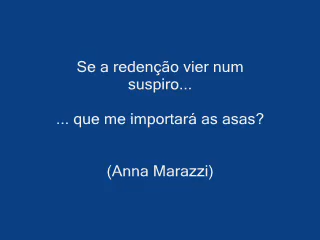 Se a redenção vier num
suspiro...
... que me importará as asas?
(Anna Marazzi)